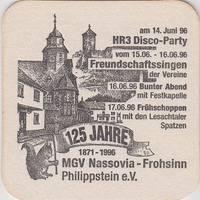 am 14. Juni 96
HR3 Disco-Party
vom 15.06. - 16.06.96
Freundschaftssingen
der Vereine
16.06.96 Bunter Abend
mit Festkapelle
17.06.96 Frühschoppen
mit den Lesachtaler
Spatzen
125 JAHRE
1871-1996
MGV Nassovia-Frohsinn
Philippstein e.V.